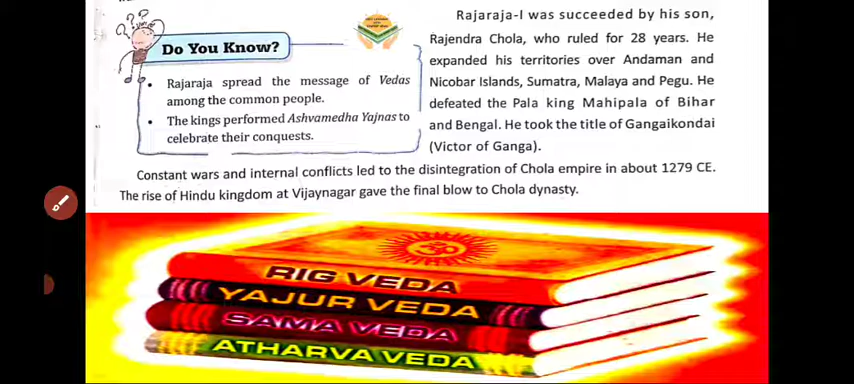 Do You Know?
• Rajaraja spread the message of Vedas
among the common people.
• The kings performed Ashvamedha Yajnas to
celebrate their conquests.
Rajaraja-I was succeeded by his son,
Rajendra Chola, who ruled for 28 years. He
expanded his territories over Andaman and
Nicobar Islands, Sumatra, Malaya and Pegu. He
defeated the Pala king Mahipala of Bihar
and Bengal. He took the title of Gangaikondai
(Victor of Ganga).
Constant wars and internal conflicts led to the disintegration of Chola empire in about 1279 CE.
The rise of Hindu kingdom at Vijaynagar gave the final blow to Chola dynasty.
ॐ
RIG VEDA
YAJUR VEDA
SAMA VEDA
ATHARVA VEDA